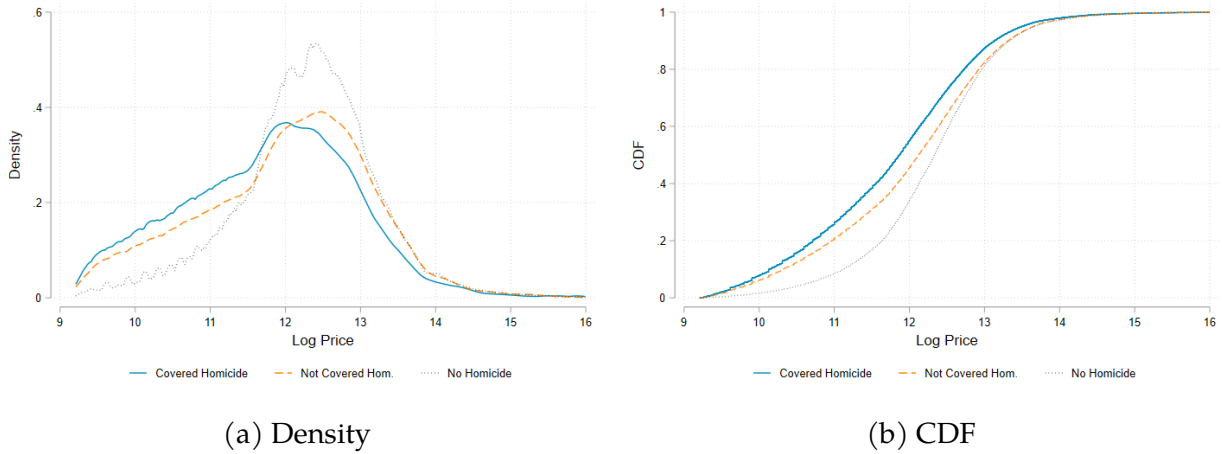 .6
.4
.2
0
Density
9 10 11 12 13 14 15 16
Log Price
Covered Homicide Not Covered Hom. No Homicide
(a) Density
1
.8
.6
.4
.2
0
CDF
9 10 11 12 13 14 15 16
Log Price
Covered Homicide Not Covered Hom. No Homicide
(b) CDF